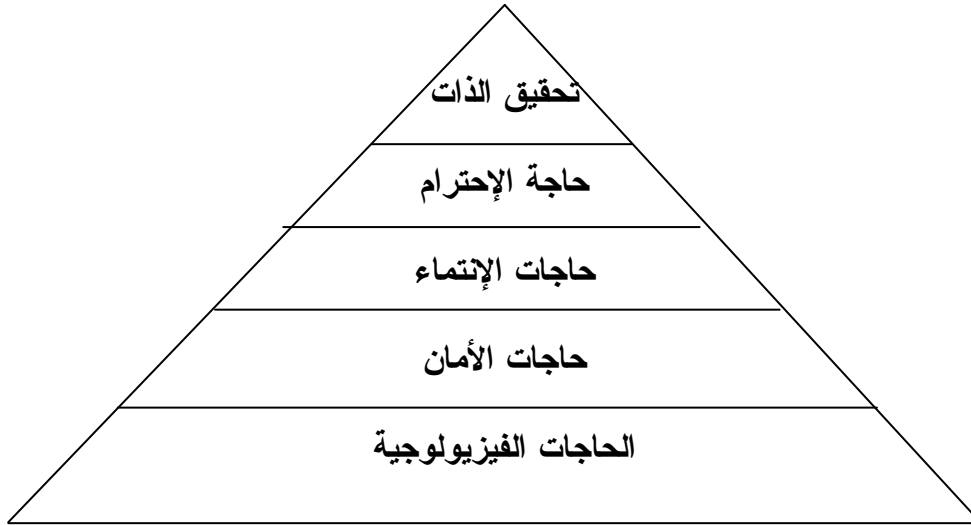 تحقيق الذات
حاجة الإحترام
حاجات الإنتماء
حاجات الأمان
الحاجات الفيزيولوجية